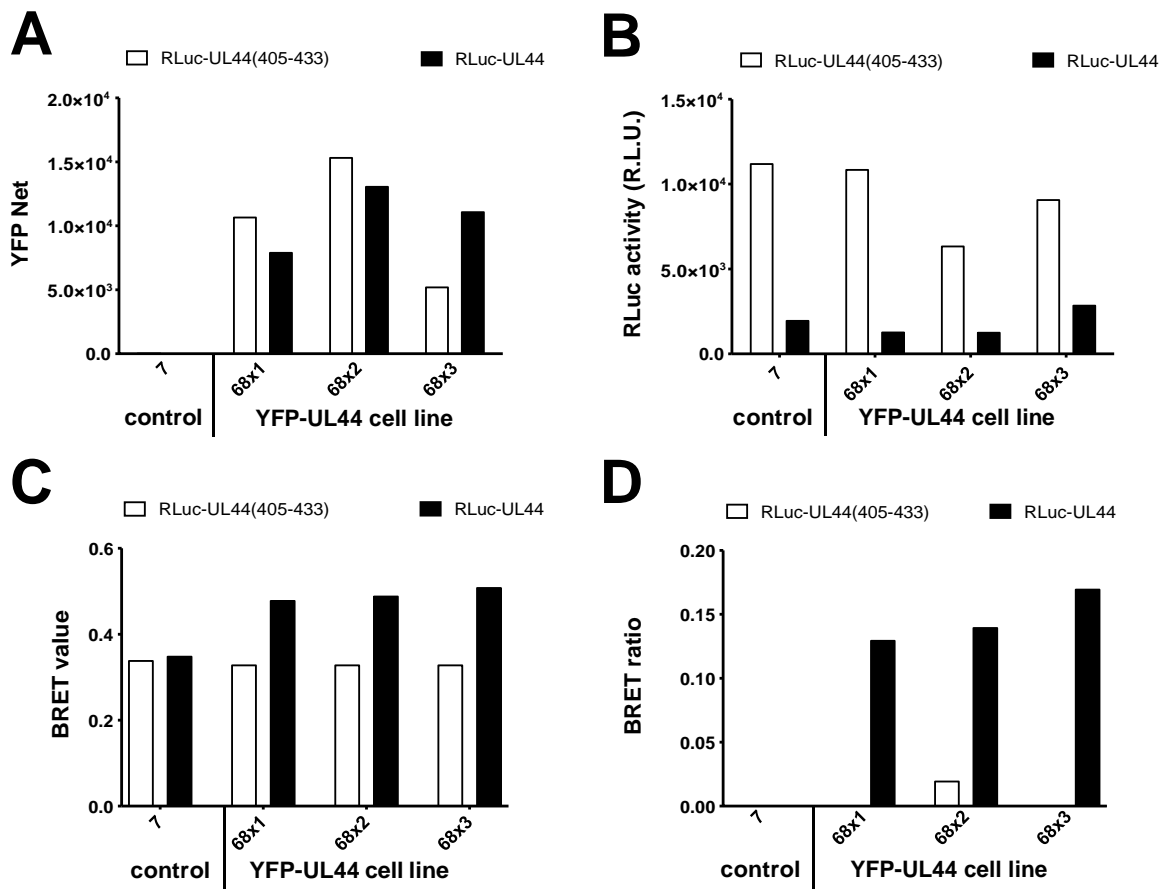 A
RLuc-UL44(405-433) RLuc-UL44
YFP Net
2.0×10⁴
1.5×10⁴
1.0×10⁴
5.0×10³
0.0
7 68x1 68x2 68x3
control YFP-UL44 cell line
B
RLuc-UL44(405-433) RLuc-UL44
RLuc activity (R.L.U.)
1.5×10⁴
1.0×10⁴
5.0×10³
0.0
7 68x1 68x2 68x3
control YFP-UL44 cell line
C
RLuc-UL44(405-433) RLuc-UL44
BRET value
0.6
0.4
0.2
0.0
7 68x1 68x2 68x3
control YFP-UL44 cell line
D
RLuc-UL44(405-433) RLuc-UL44
BRET ratio
0.20
0.15
0.10
0.05
0.00
7 68x1 68x2 68x3
control YFP-UL44 cell line